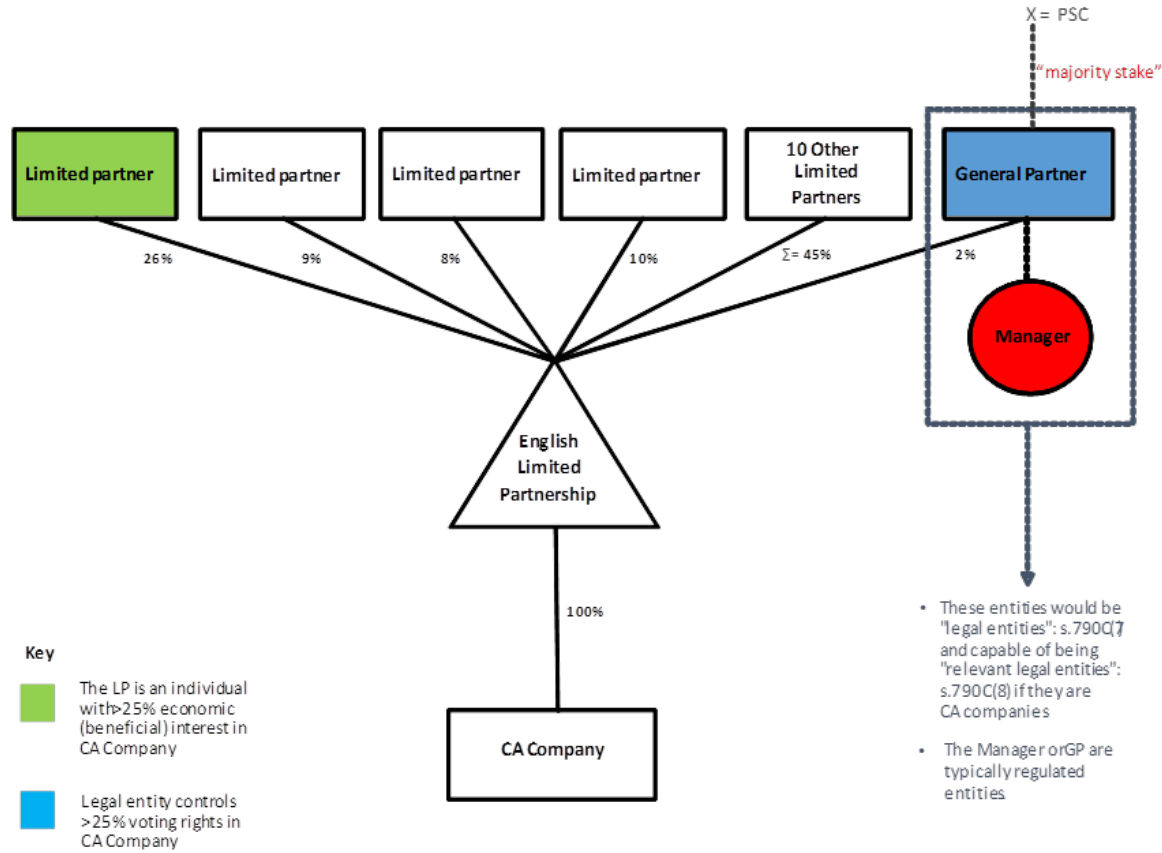 X = PSC
“majority stake”
Limited partner
Limited partner
Limited partner
Limited partner
10 Other
Limited
Partners
General Partner
26%
9%
8%
10%
Σ= 45%
2%
Manager
English
Limited
Partnership
100%
CA Company
Key
The LP is an individual
with>25% economic
(beneficial) interest in
CA Company
Legal entity controls
>25% voting rights in
CA Company
• These entities would be
"legal entities": s.790C(7)
and capable of being
"relevant legal entities":
s.790C(8) if they are
CA companies
• The Manager orGP are
typically regulated
entities